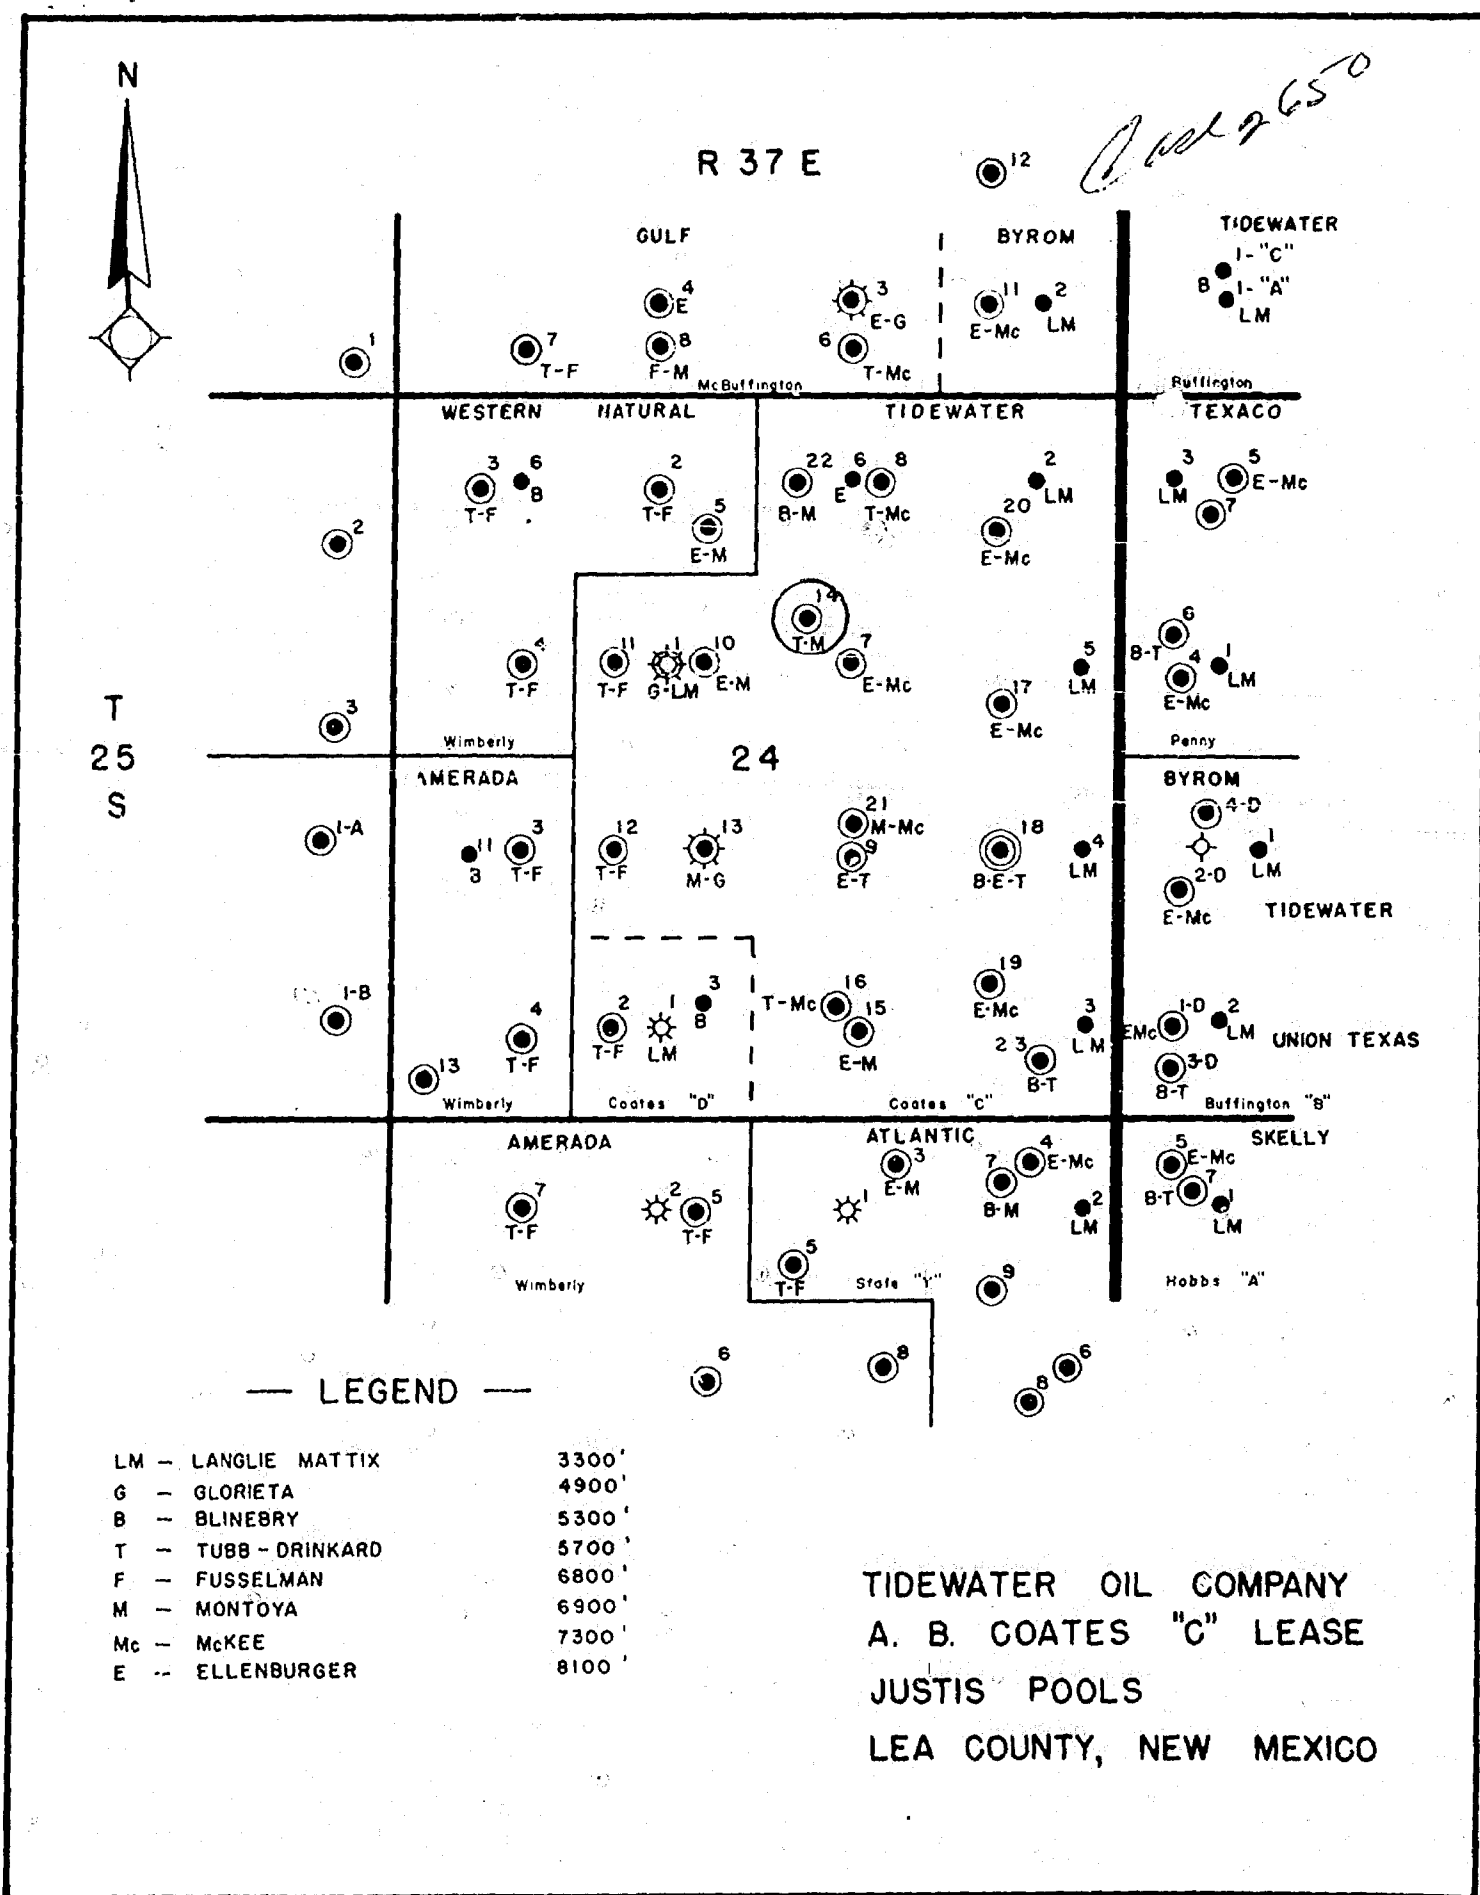 N
Case 2650
R 37 E
12
GULF BYROM TIDEWATER
4 E
3 E-G
11 E-Mc
2 LM
1-"C" B
1-"A" LM
1
7 T-F
8 F-M
6 T-Mc
McBuffington
Buffington
WESTERN NATURAL TIDEWATER TEXACO
3 T-F
6 B
2 T-F
5 E-M
22 B-M
6 E
8 T-Mc
2 LM
20 E-Mc
3 LM
5 E-Mc
7
2
14 T-M
4 T-F
11 T-F
1 G-LM
10 E-M
7 E-Mc
5 LM
17 E-Mc
6 B-T
4 E-Mc
1 LM
T
25
S
3
Wimberly
24
Penny
AMERADA BYROM
1-A
11 B
3 T-F
12 T-F
13 M-G
21 M-Mc
9 E-T
18 B-E-T
4 LM
4-D
1 LM
2-D E-Mc
TIDEWATER
1-B
4 T-F
13
2 T-F
1 LM
3 B
16 T-Mc
15 E-M
19 E-Mc
3 LM
23 B-T
1-D EMc
2 LM
UNION TEXAS
3-D B-T
Wimberly
Coates "D"
Coates "C"
Buffington "B"
AMERADA ATLANTIC SKELLY
7 T-F
2
5 T-F
1
3 E-M
7 B-M
4 E-Mc
2 LM
5 E-Mc
7 B-T
1 LM
5 T-F
Wimberly
State "Y"
9
Hobbs "A"
6
8
8
6
— LEGEND —
LM — LANGLIE MATTIX 3300'
G — GLORIETA 4900'
B — BLINEBRY 5300'
T — TUBB - DRINKARD 5700'
F — FUSSELMAN 6800'
M — MONTOYA 6900'
Mc — McKEE 7300'
E -- ELLENBURGER 8100'
TIDEWATER OIL COMPANY
A. B. COATES "C" LEASE
JUSTIS POOLS
LEA COUNTY, NEW MEXICO